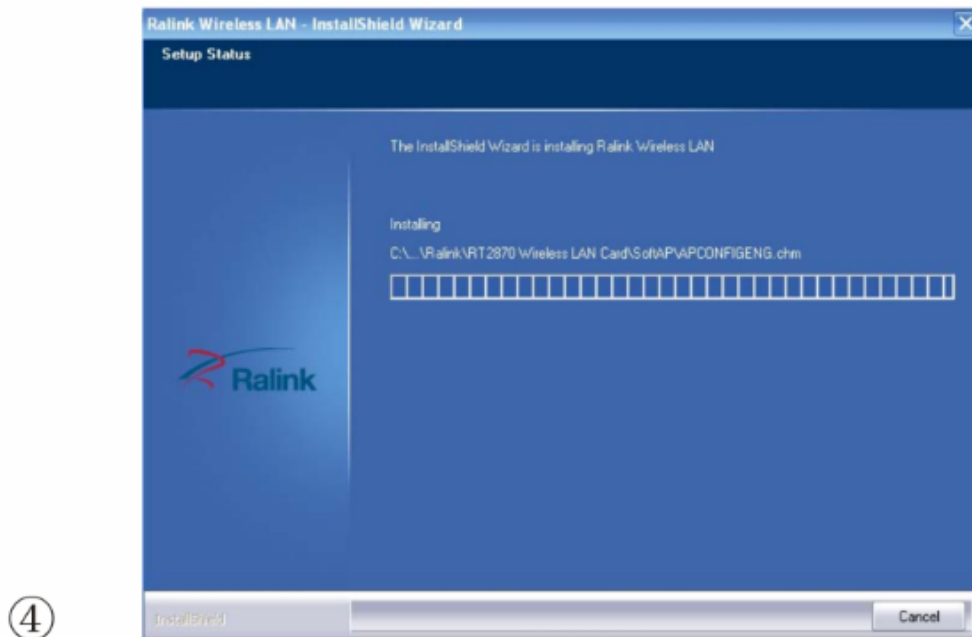 Ralink Wireless LAN - InstallShield Wizard
Setup Status
The InstallShield Wizard is installing Ralink Wireless LAN
Installing
C:\...\Ralink\RT2870 Wireless LAN Card\SoftAP\APCONFIGENG.chm
Ralink
④
InstallShield
Cancel